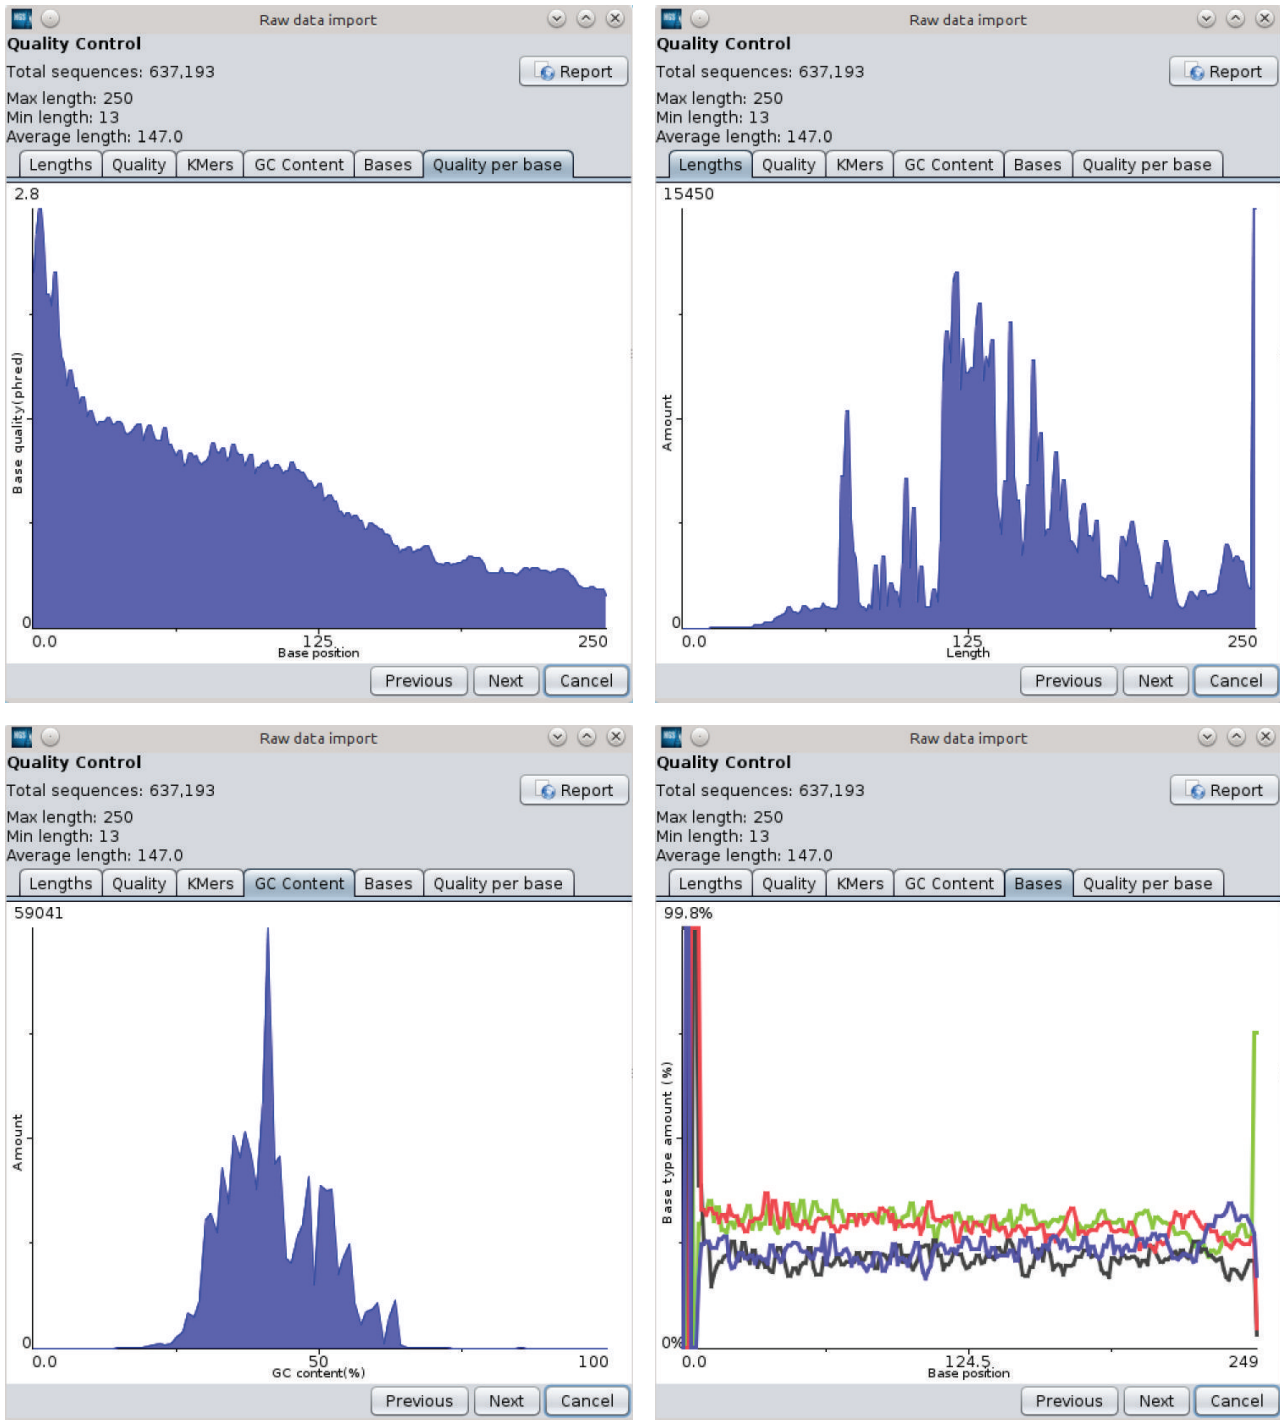 Raw data import
Quality Control
Total sequences: 637,193
Report
Max length: 250
Min length: 13
Average length: 147.0
Lengths Quality KMers GC Content Bases Quality per base
2.8
Base quality(phred)
0
0.0 125 250
Base position
Previous Next Cancel
Raw data import
Quality Control
Total sequences: 637,193
Report
Max length: 250
Min length: 13
Average length: 147.0
Lengths Quality KMers GC Content Bases Quality per base
15450
Amount
0
0.0 125 250
Length
Previous Next Cancel
Raw data import
Quality Control
Total sequences: 637,193
Report
Max length: 250
Min length: 13
Average length: 147.0
Lengths Quality KMers GC Content Bases Quality per base
59041
Amount
0
0.0 50 100
GC content(%)
Previous Next Cancel
Raw data import
Quality Control
Total sequences: 637,193
Report
Max length: 250
Min length: 13
Average length: 147.0
Lengths Quality KMers GC Content Bases Quality per base
99.8%
Base type amount (%)
0%
0.0 124.5 249
Base position
Previous Next Cancel